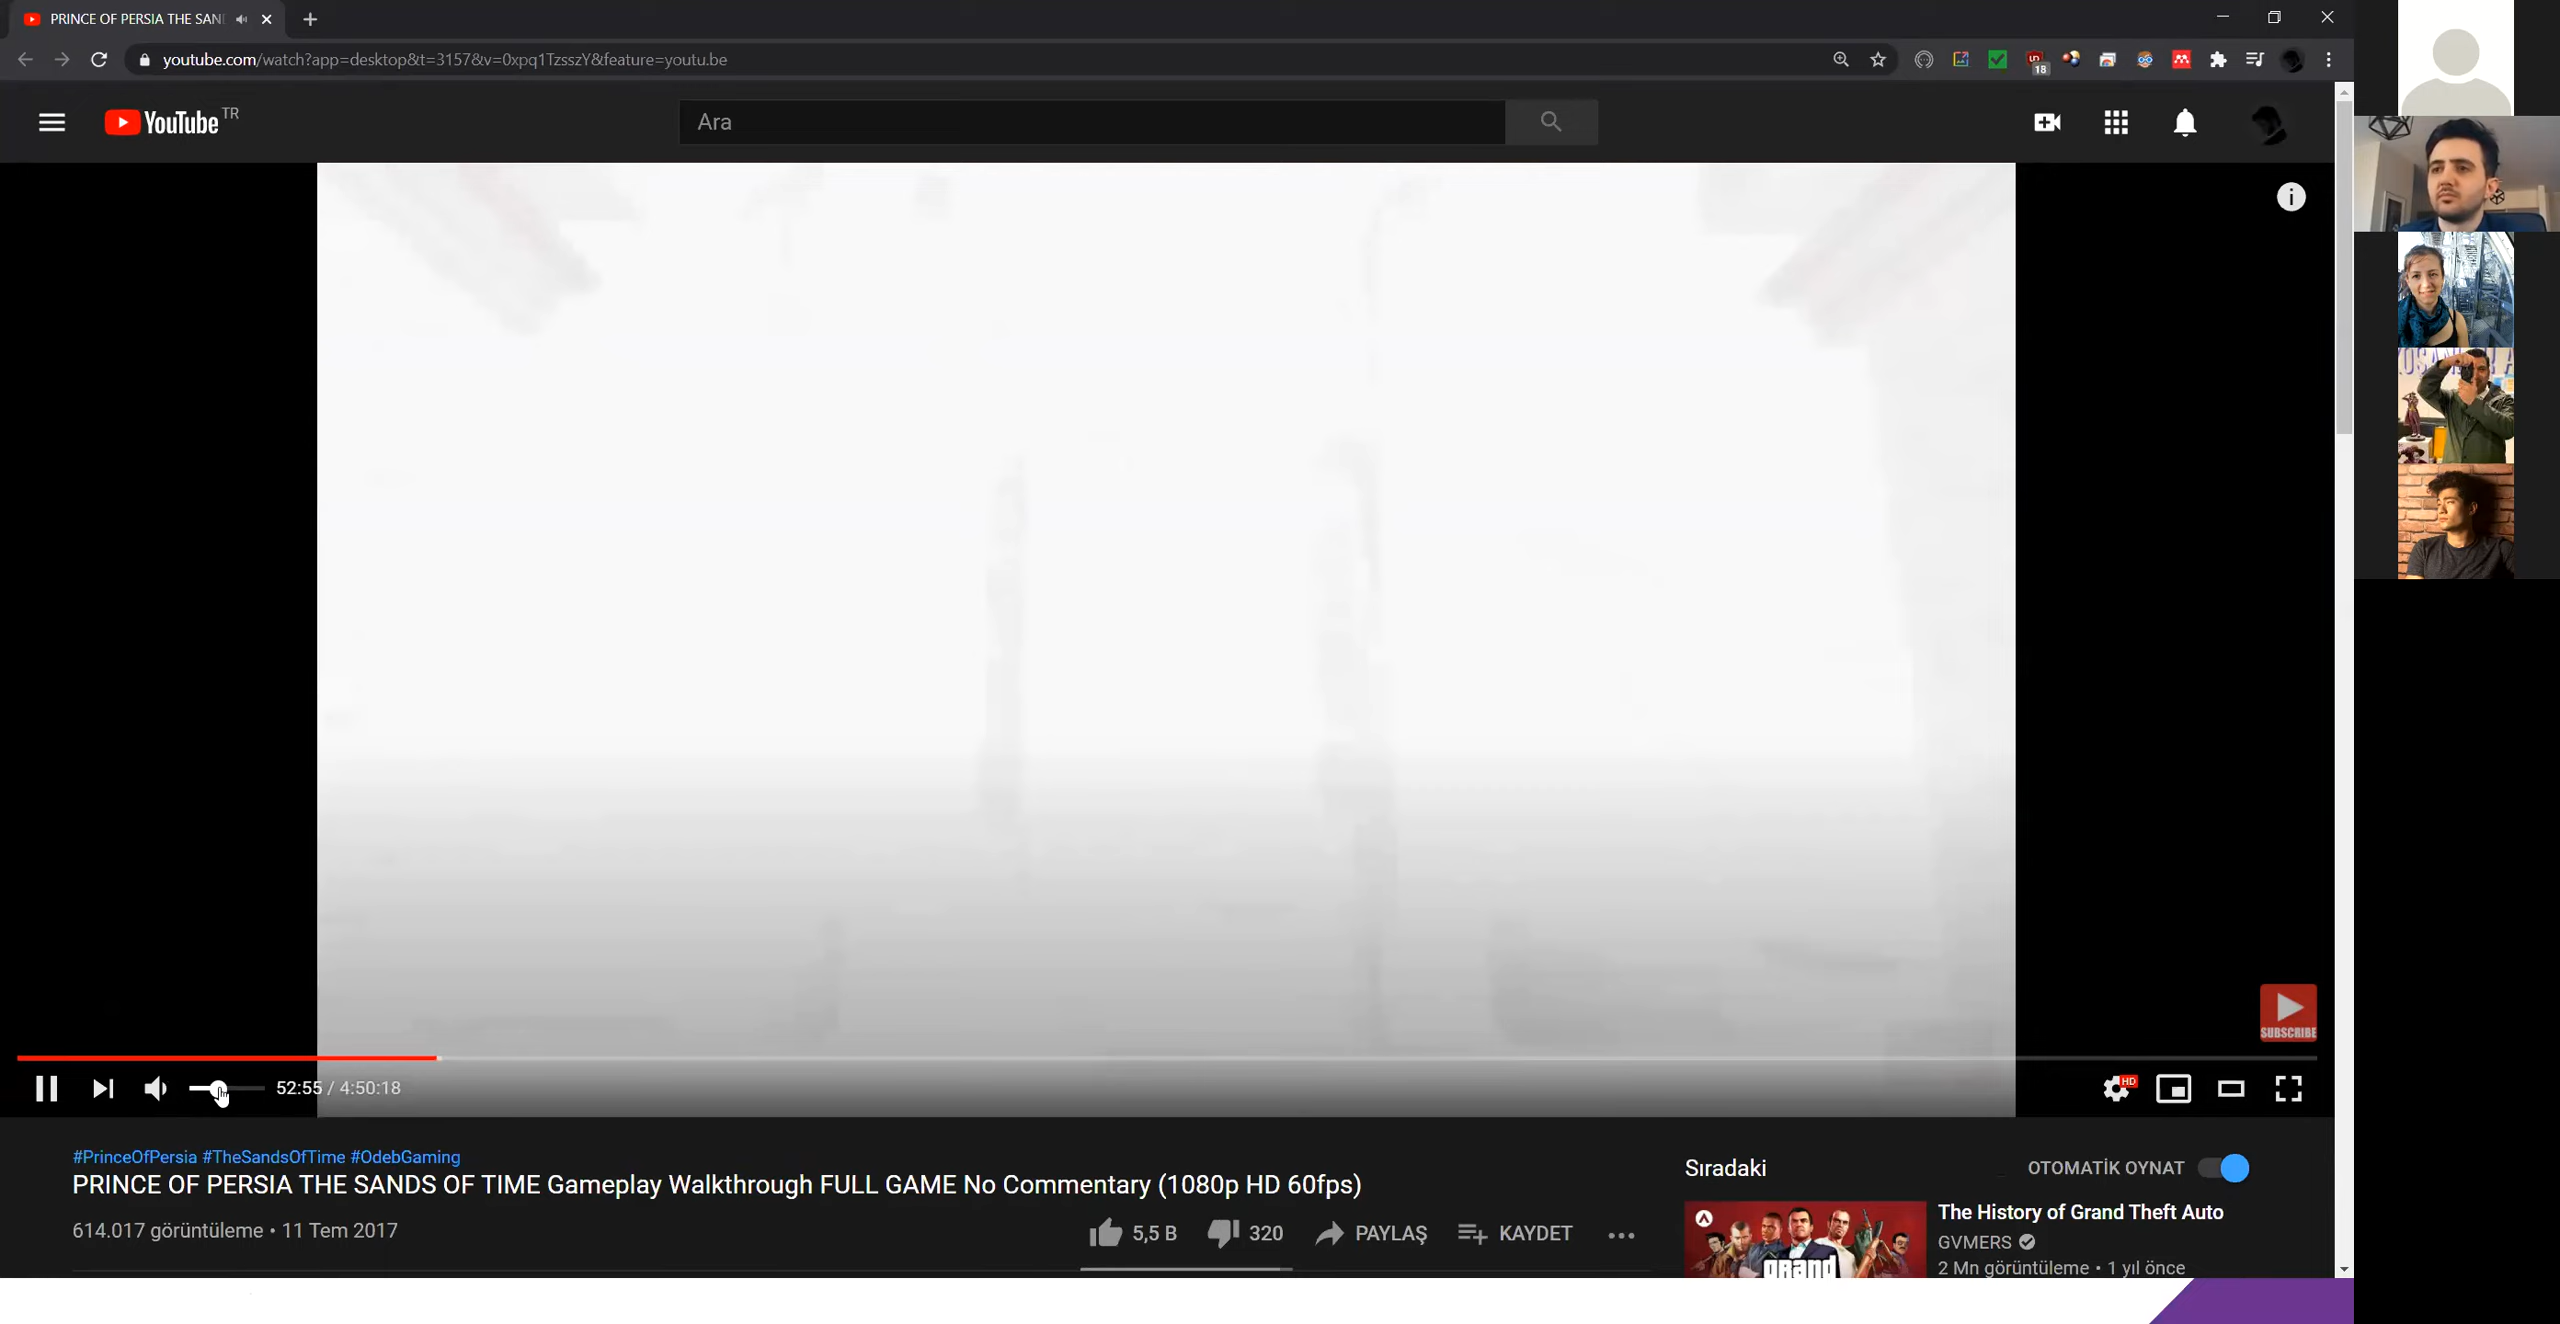 PRINCE OF PERSIA THE SAN
youtube.com/watch?app=desktop&t=3157&v=0xpq1TzsszY&feature=youtu.be
18
YouTube TR
Ara
SUBSCRIBE
52:55 / 4:50:18
HD
#PrinceOfPersia #TheSandsOfTime #OdebGaming
PRINCE OF PERSIA THE SANDS OF TIME Gameplay Walkthrough FULL GAME No Commentary (1080p HD 60fps)
614.017 görüntüleme • 11 Tem 2017
5,5 B 320 PAYLAŞ KAYDET
Sıradaki OTOMATİK OYNAT
grand
The History of Grand Theft Auto
GVMERS
2 Mn görüntüleme • 1 yıl önce